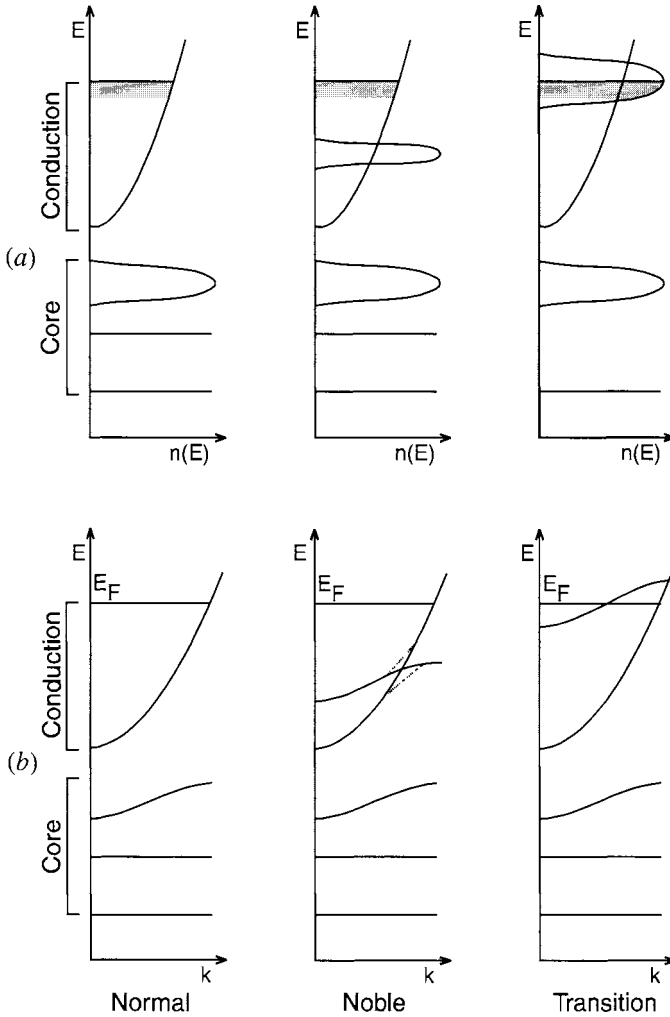 E
E
E
Conduction
(a)
Core
n(E)
n(E)
n(E)
E
E
E
E_F
E_F
E_F
Conduction
(b)
Core
k
k
k
Normal
Noble
Transition